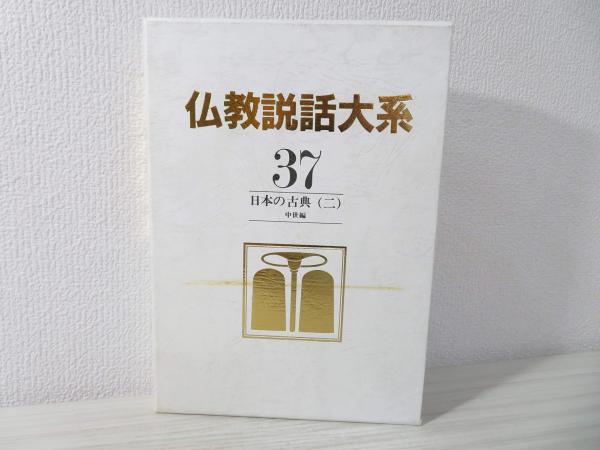 仏教説話大系
37
日本の古典（二）
中世編